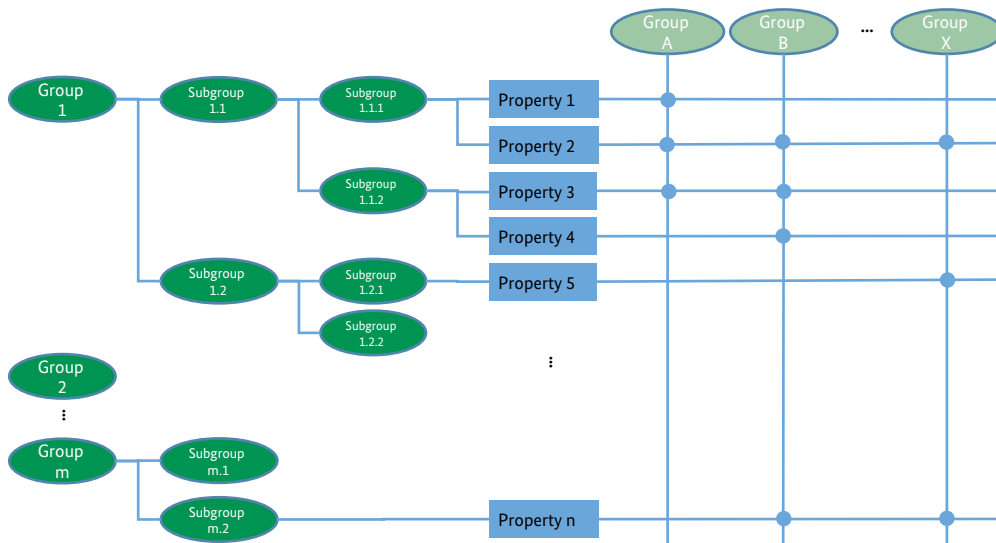 Group
A
Group
B
...
Group
X
Group
1
Subgroup
1.1
Subgroup
1.1.1
Property 1
Property 2
Subgroup
1.1.2
Property 3
Property 4
Subgroup
1.2
Subgroup
1.2.1
Property 5
Subgroup
1.2.2
...
Group
2
...
Group
m
Subgroup
m.1
Subgroup
m.2
Property n